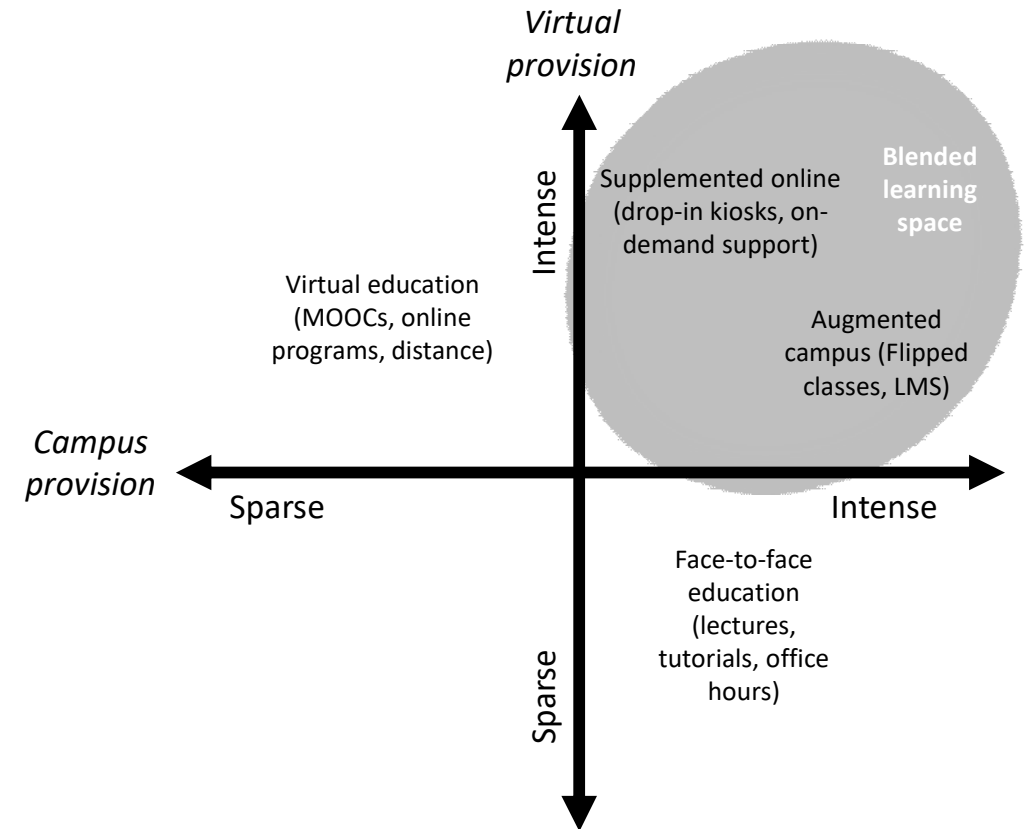 Virtual
provision
Intense
Supplemented online
(drop-in kiosks, on-
demand support)
Blended
learning
space
Virtual education
(MOOCs, online
programs, distance)
Augmented
campus (Flipped
classes, LMS)
Campus
provision
Sparse
Intense
Face-to-face
education
(lectures,
tutorials, office
hours)
Sparse